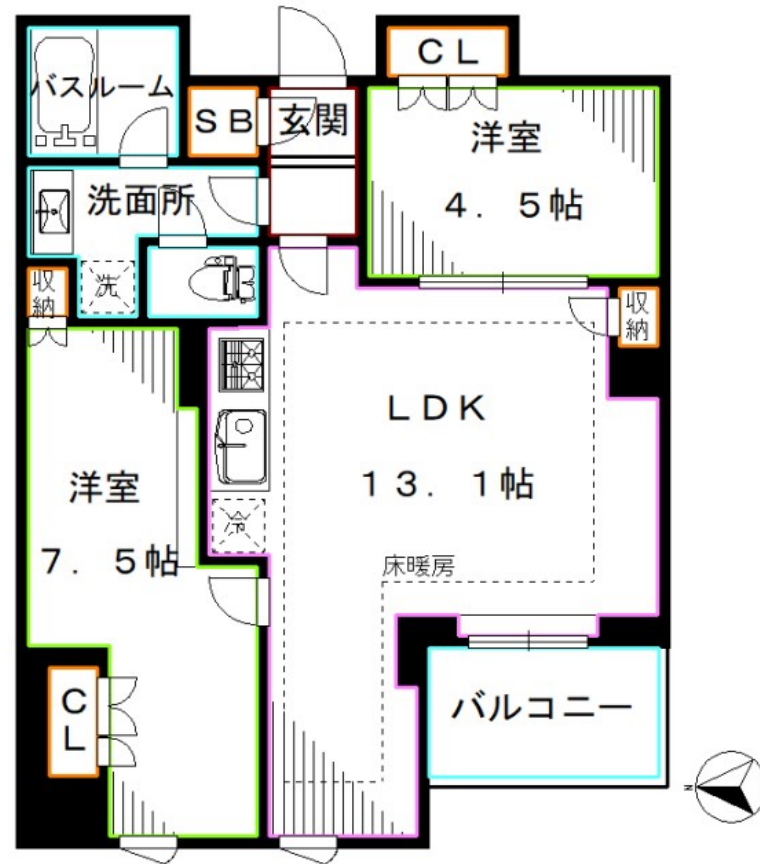 CL
バスルーム
SB
玄関
洋室
4.5帖
洗面所
洗
収納
収納
LDK
13.1帖
洋室
7.5帖
冷
床暖房
CL
バルコニー
N